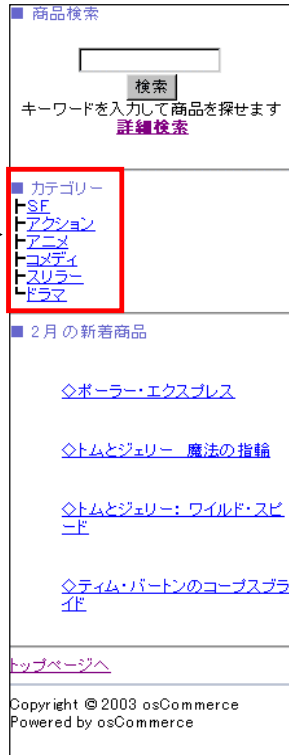 ■ 商品検索
検索
キーワードを入力して商品を探せます
詳細検索
■ カテゴリー
┣SF
┣アクション
┣アニメ
┣コメディ
┣スリラー
┗ドラマ
■ 2月の新着商品
◇ポーラー・エクスプレス
◇トムとジェリー 魔法の指輪
◇トムとジェリー: ワイルド・スピ
ード
◇ティム・バートンのコープスブラ
イド
トップページへ
Copyright © 2003 osCommerce
Powered by osCommerce